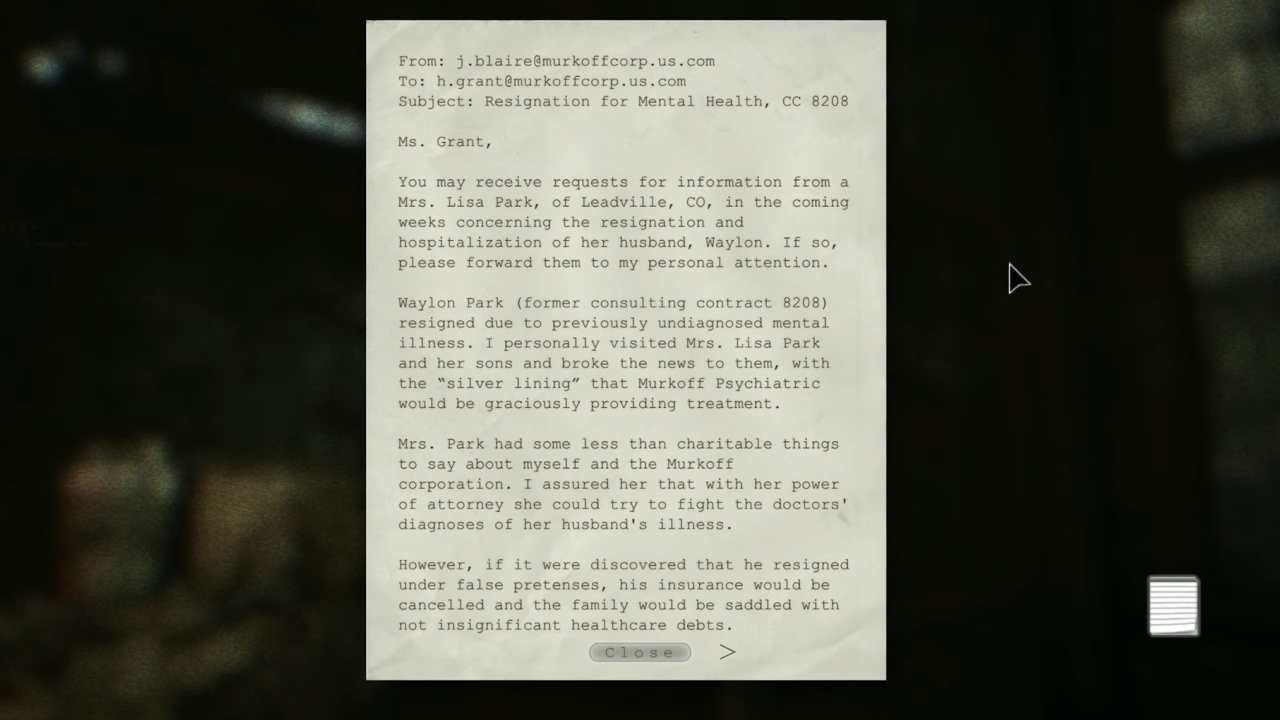 From: j.blaire@murkoffcorp.us.com
To: h.grant@murkoffcorp.us.com
Subject: Resignation for Mental Health, CC 8208
Ms. Grant,
You may receive requests for information from a
Mrs. Lisa Park, of Leadville, CO, in the coming
weeks concerning the resignation and
hospitalization of her husband, Waylon. If so,
please forward them to my personal attention.
Waylon Park (former consulting contract 8208)
resigned due to previously undiagnosed mental
illness. I personally visited Mrs. Lisa Park
and her sons and broke the news to them, with
the “silver lining” that Murkoff Psychiatric
would be graciously providing treatment.
Mrs. Park had some less than charitable things
to say about myself and the Murkoff
corporation. I assured her that with her power
of attorney she could try to fight the doctors'
diagnoses of her husband's illness.
However, if it were discovered that he resigned
under false pretenses, his insurance would be
cancelled and the family would be saddled with
not insignificant healthcare debts.
Close >